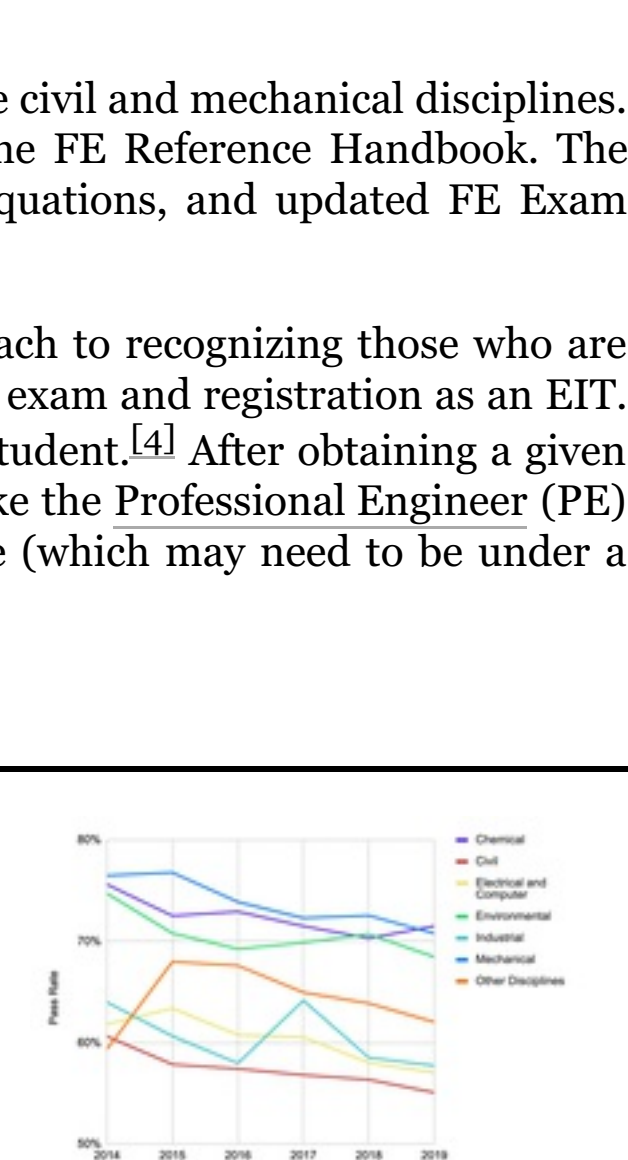 e civil and mechanical disciplines.
ne FE Reference Handbook. The
quations, and updated FE Exam
ach to recognizing those who are
exam and registration as an EIT.
tudent.[4] After obtaining a given
ke the Professional Engineer (PE)
e (which may need to be under a
80%
Chemical
Civil
Electrical and
Computer
Environmental
Industrial
Mechanical
Other Disciplines
70%
Pass Rate
60%
50%
2014 2015 2016 2017 2018 2019